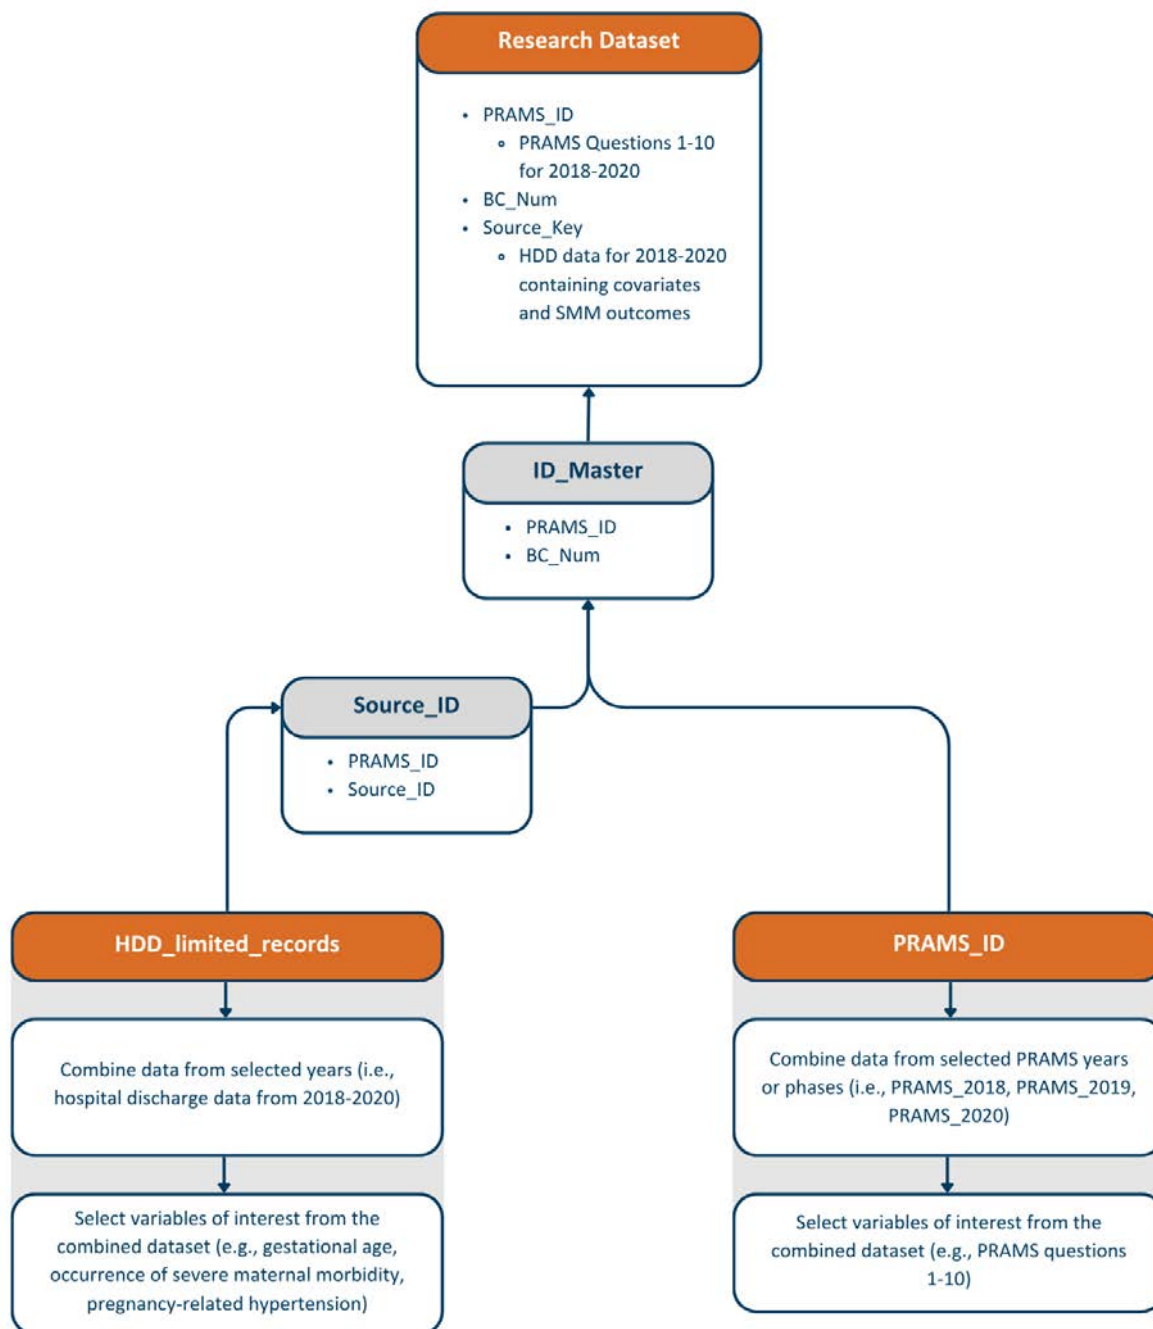 Research Dataset
• PRAMS_ID
∘ PRAMS Questions 1-10
for 2018-2020
• BC_Num
• Source_Key
∘ HDD data for 2018-2020
containing covariates
and SMM outcomes
ID_Master
• PRAMS_ID
• BC_Num
Source_ID
• PRAMS_ID
• Source_ID
HDD_limited_records
Combine data from selected years (i.e.,
hospital discharge data from 2018-2020)
Select variables of interest from the
combined dataset (e.g., gestational age,
occurrence of severe maternal morbidity,
pregnancy-related hypertension)
PRAMS_ID
Combine data from selected PRAMS years
or phases (i.e., PRAMS_2018, PRAMS_2019,
PRAMS_2020)
Select variables of interest from the
combined dataset (e.g., PRAMS questions
1-10)